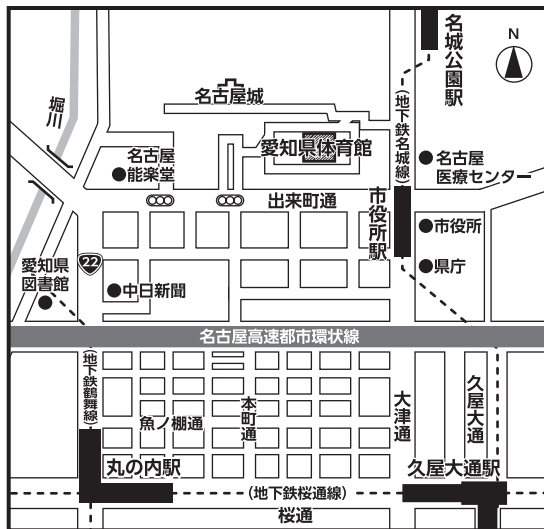 名城公園駅
N
堀川
名古屋城
(地下鉄名城線)
愛知県体育館
名古屋
能楽堂
名古屋
医療センター
出来町通
市役所駅
市役所
県庁
22
愛知県
図書館
中日新聞
名古屋高速都市環状線
(地下鉄鶴舞線)
魚ノ棚通
本町通
大津通
久屋大通
丸の内駅
久屋大通駅
(地下鉄桜通線)
桜通